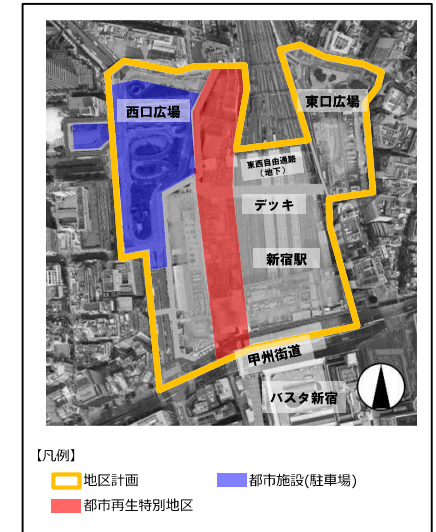 西口広場
東口広場
東西自由通路
(地下)
デッキ
新宿駅
甲州街道
バスタ新宿
【凡例】
地区計画
都市施設(駐車場)
都市再生特別地区